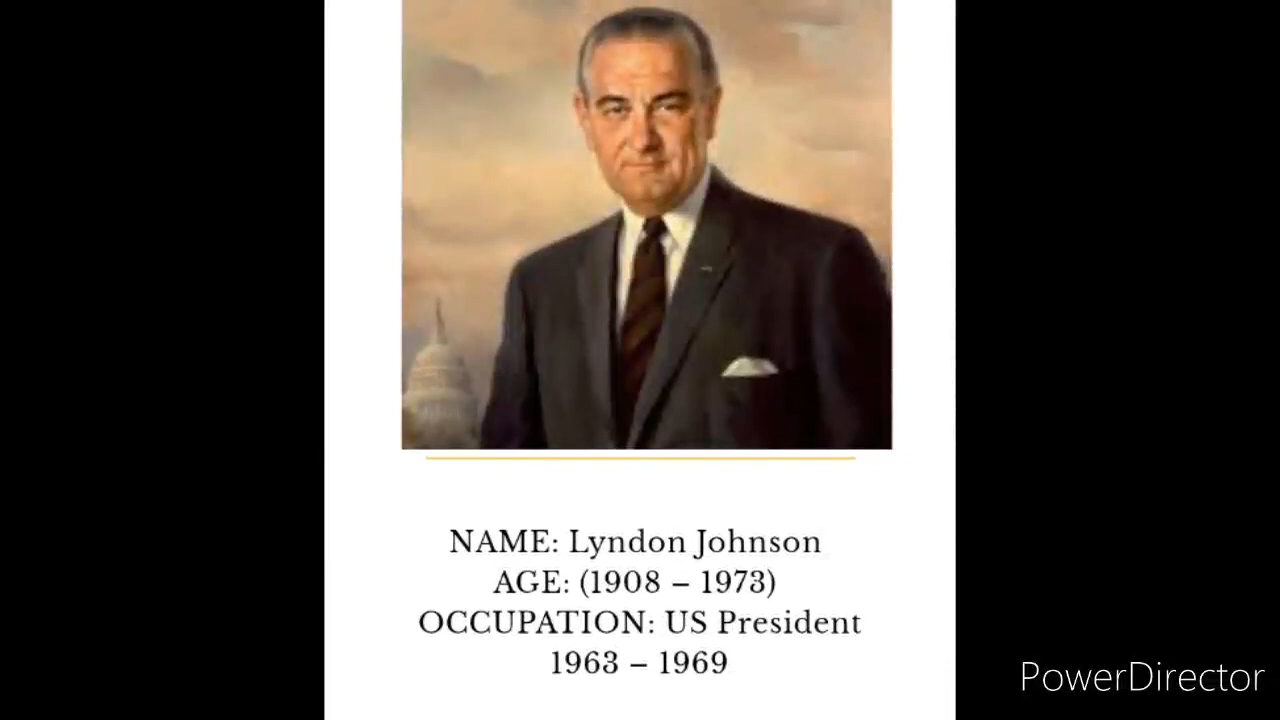 NAME: Lyndon Johnson
AGE: (1908 – 1973)
OCCUPATION: US President
1963 – 1969
PowerDirector